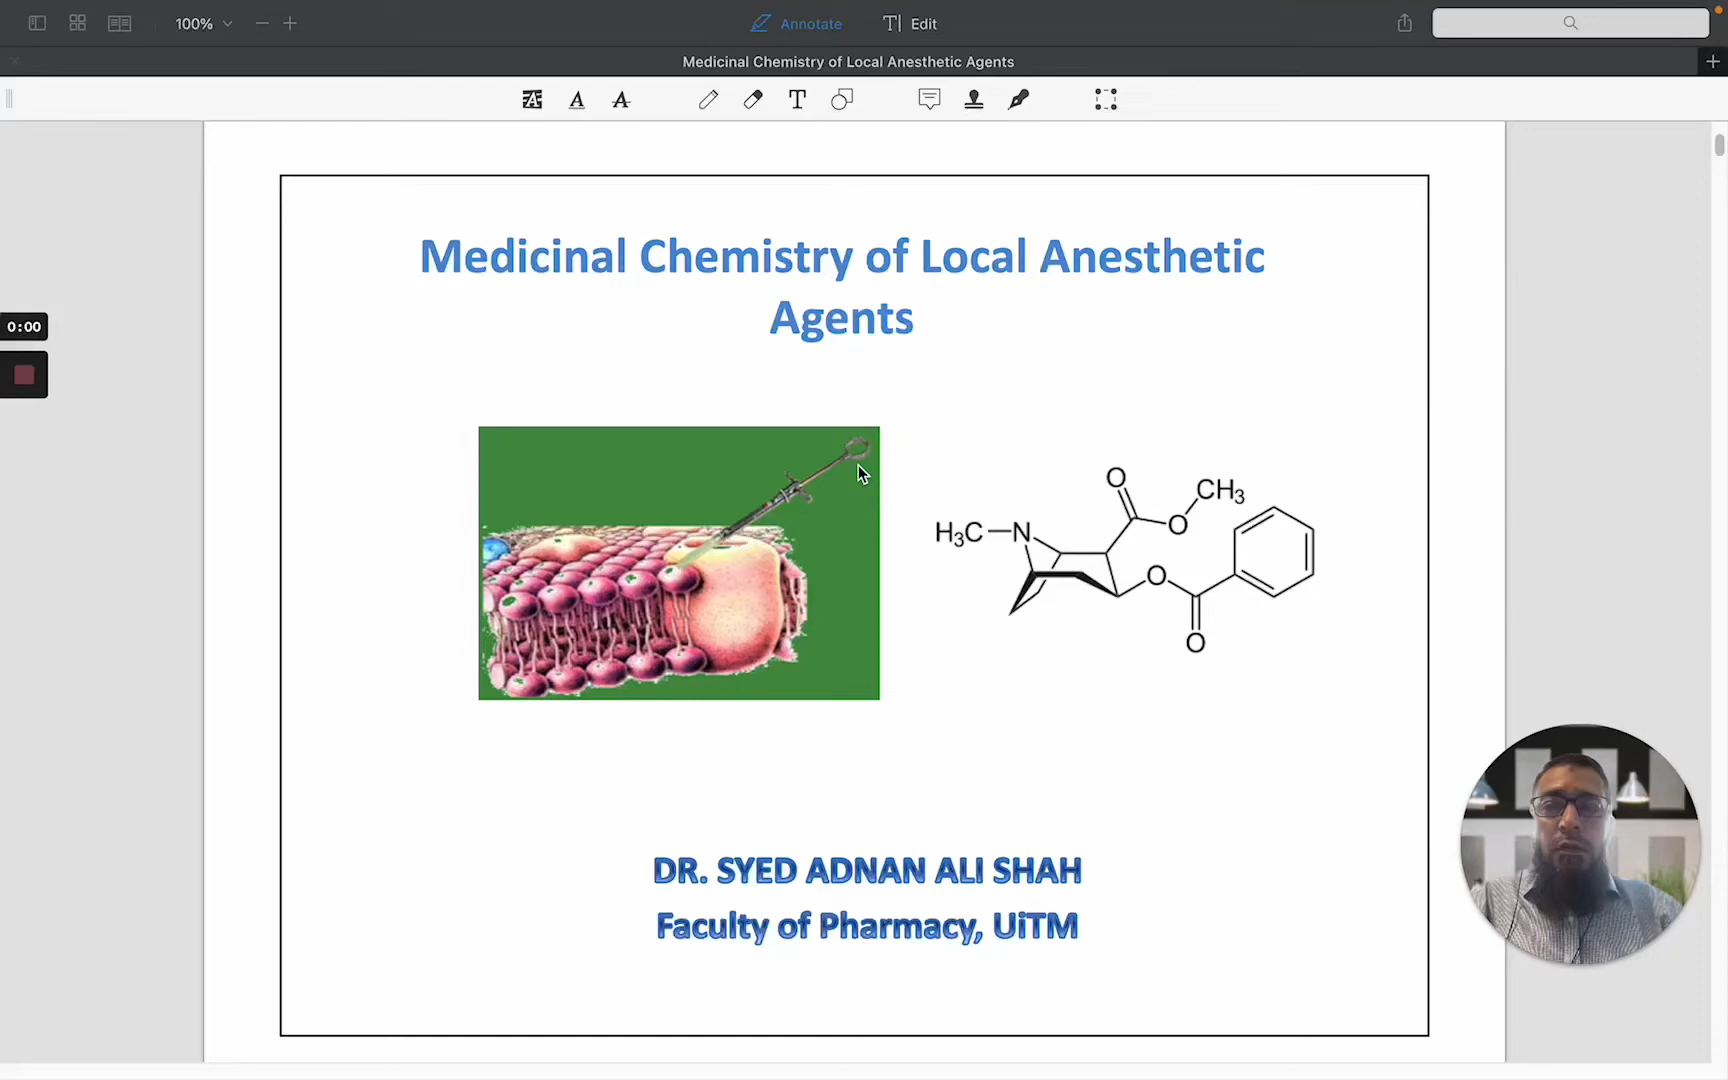 100%
Annotate
T Edit
Medicinal Chemistry of Local Anesthetic Agents
A A A T
Medicinal Chemistry of Local Anesthetic
Agents
0:00
O
CH3
H3C N
O
O
O
DR. SYED ADNAN ALI SHAH
Faculty of Pharmacy, UiTM